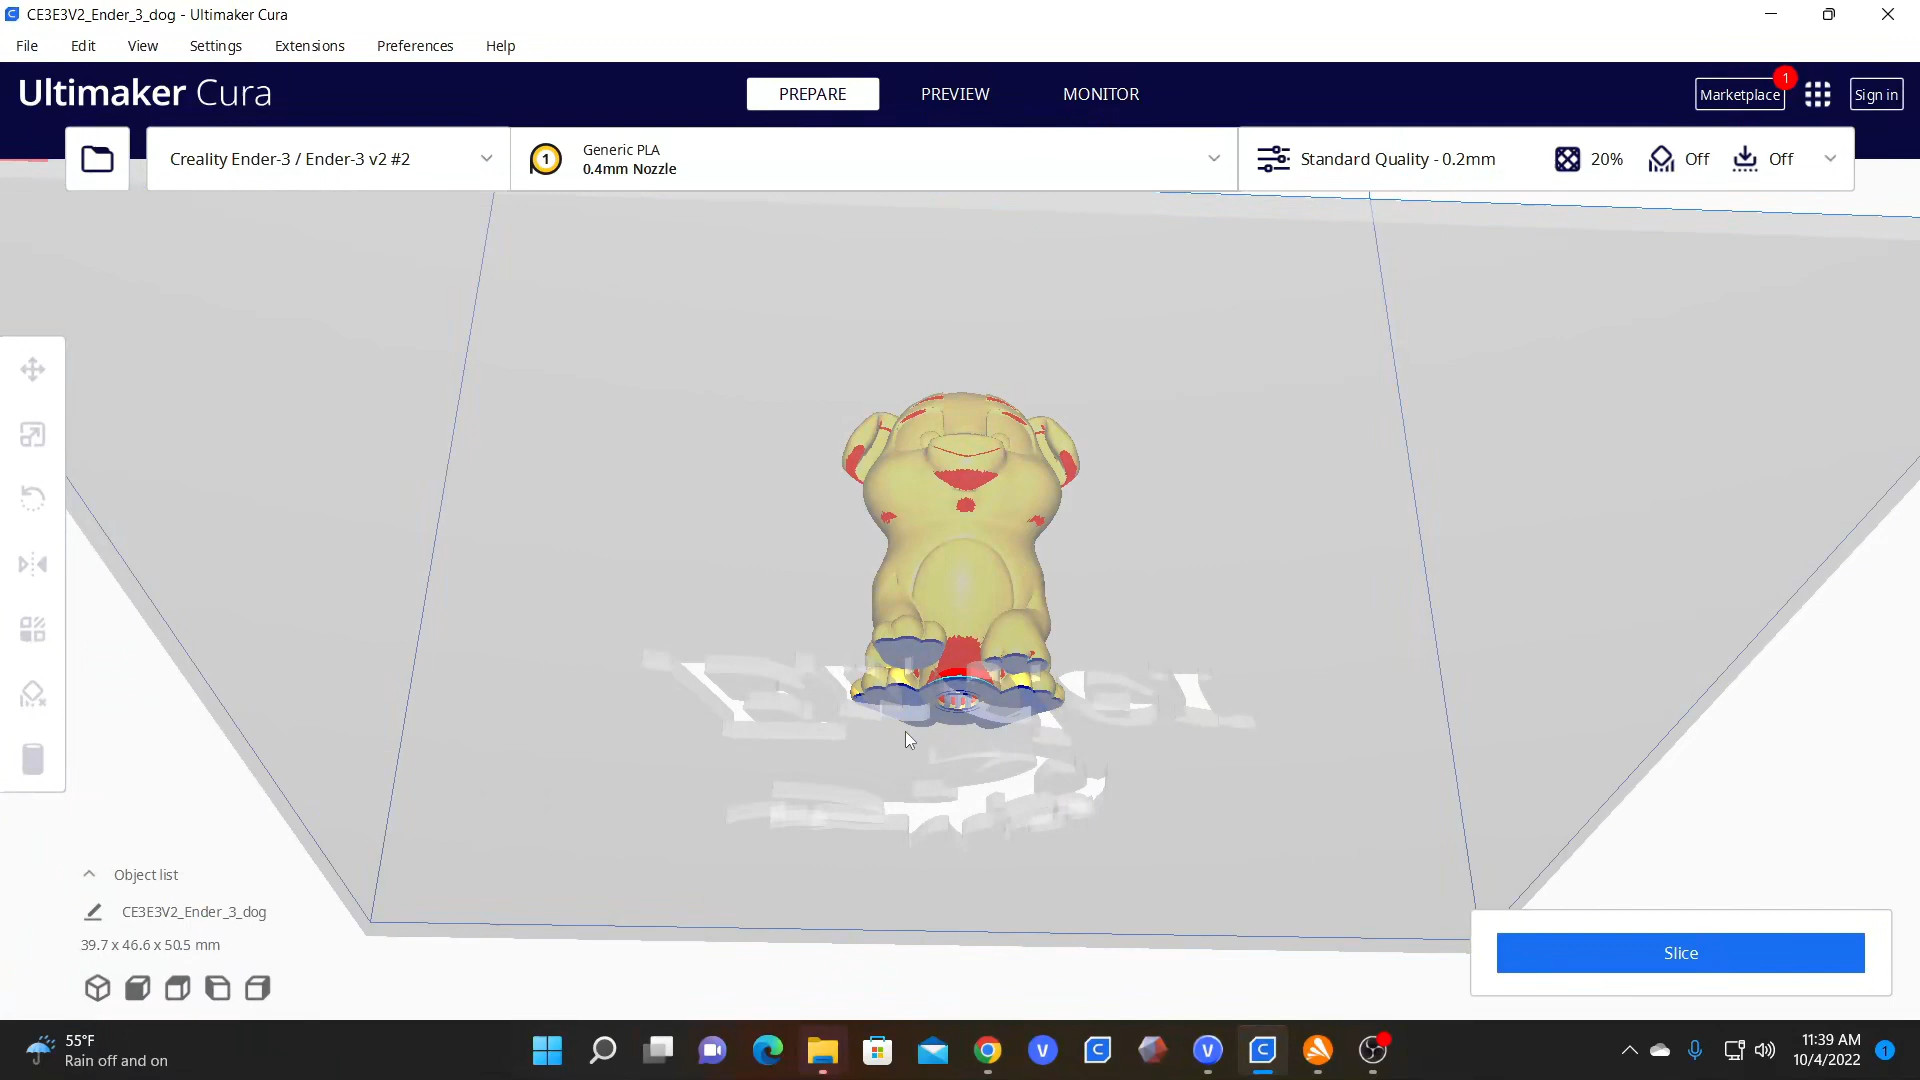 CE3E3V2_Ender_3_dog - Ultimaker Cura
File Edit View Settings Extensions Preferences Help
Ultimaker Cura
PREPARE PREVIEW MONITOR
Marketplace 1 Sign in
Creality Ender-3 / Ender-3 v2 #2
1
Generic PLA
0.4mm Nozzle
Standard Quality - 0.2mm 20% Off Off
Object list
CE3E3V2_Ender_3_dog
39.7 x 46.6 x 50.5 mm
Slice
55°F
Rain off and on
11:39 AM
10/4/2022
1